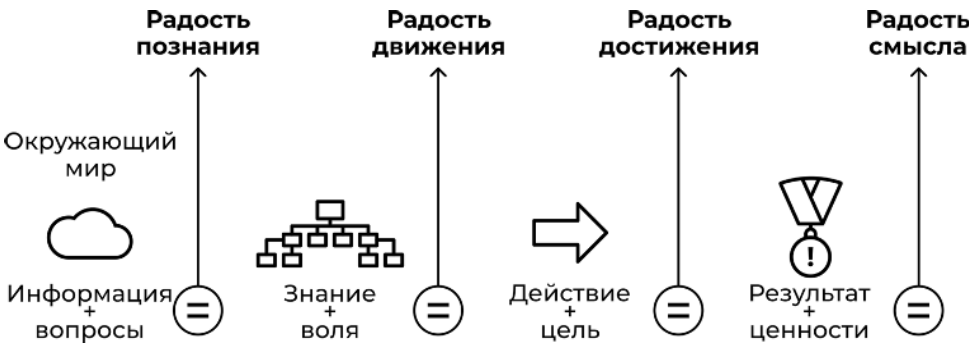 Радость
познания
Радость
движения
Радость
достижения
Радость
смысла
Окружающий
мир
Информация
+
вопросы
=
Знание
+
воля
=
Действие
+
цель
=
!
Результат
+
ценности
=